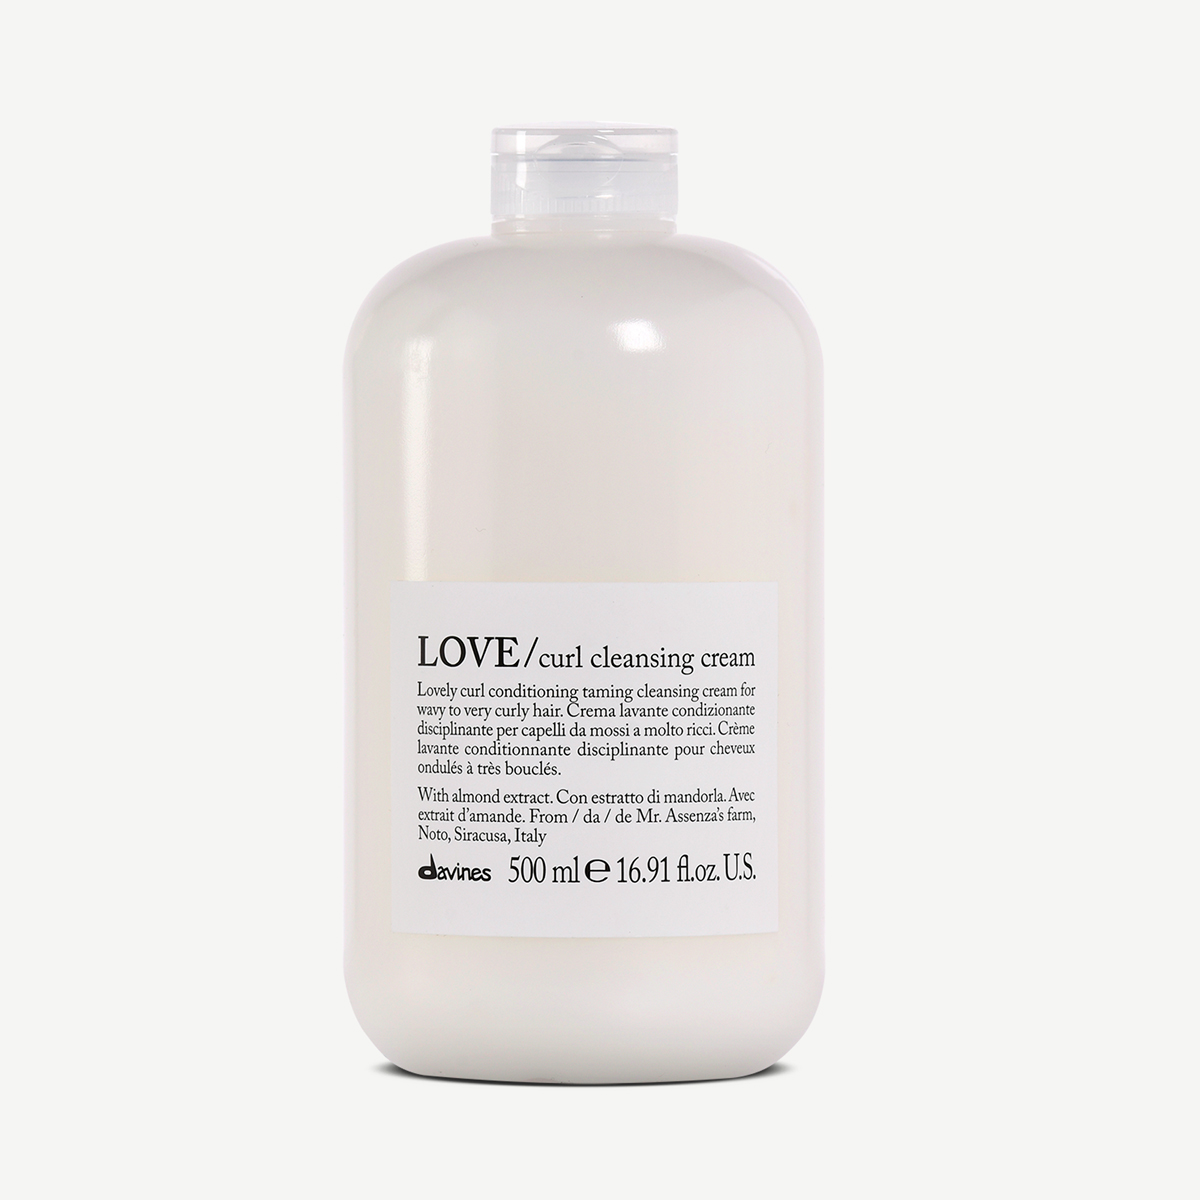 LOVE/curl cleansing cream
Lovely curl conditioning taming cleansing cream for
wavy to very curly hair. Crema lavante condizionante
disciplinante per capelli da mossi a molto ricci. Crème
lavante conditionnante disciplinante pour cheveux
ondulés à très bouclés.
With almond extract. Con estratto di mandorla. Avec
extrait d'amande. From / da / de Mr. Assenza's farm,
Noto, Siracusa, Italy
davines 500 ml ℮ 16.91 fl.oz. U.S.